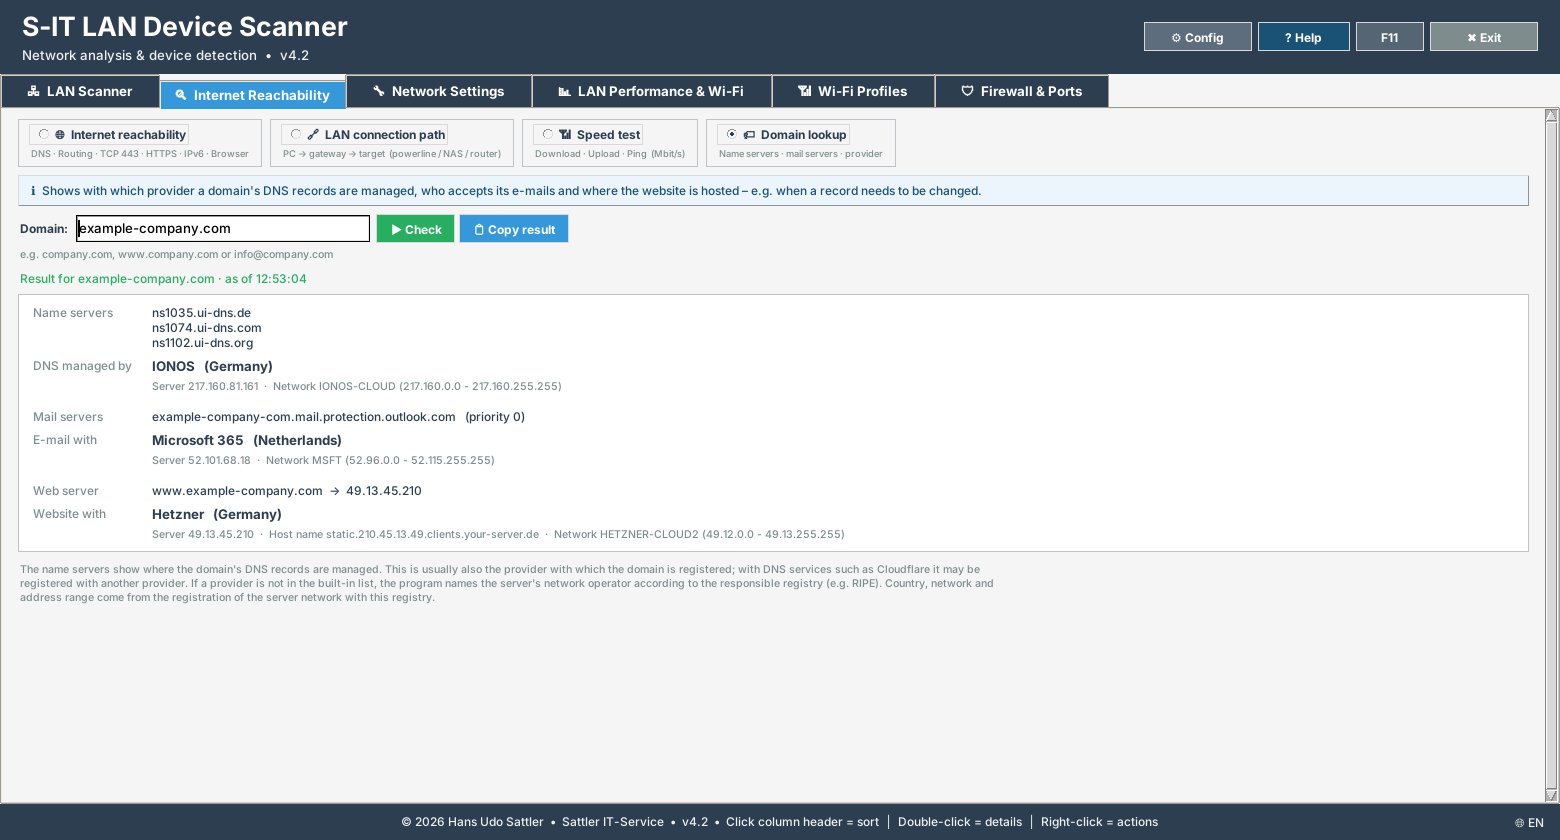 S-IT LAN Device Scanner
Network analysis & device detection • v4.2
⚙ Config
? Help
F11
✖ Exit
LAN Scanner
Internet Reachability
Network Settings
LAN Performance & Wi-Fi
Wi-Fi Profiles
Firewall & Ports
Internet reachability
DNS · Routing · TCP 443 · HTTPS · IPv6 · Browser
LAN connection path
PC → gateway → target (powerline / NAS / router)
Speed test
Download · Upload · Ping (Mbit/s)
Domain lookup
Name servers · mail servers · provider
ℹ Shows with which provider a domain's DNS records are managed, who accepts its e-mails and where the website is hosted – e.g. when a record needs to be changed.
Domain: example-company.com
▶ Check
Copy result
e.g. company.com, www.company.com or info@company.com
Result for example-company.com · as of 12:53:04
Name servers ns1035.ui-dns.de
ns1074.ui-dns.com
ns1102.ui-dns.org
DNS managed by IONOS (Germany)
Server 217.160.81.161 · Network IONOS-CLOUD (217.160.0.0 - 217.160.255.255)
Mail servers example-company-com.mail.protection.outlook.com (priority 0)
E-mail with Microsoft 365 (Netherlands)
Server 52.101.68.18 · Network MSFT (52.96.0.0 - 52.115.255.255)
Web server www.example-company.com → 49.13.45.210
Website with Hetzner (Germany)
Server 49.13.45.210 · Host name static.210.45.13.49.clients.your-server.de · Network HETZNER-CLOUD2 (49.12.0.0 - 49.13.255.255)
The name servers show where the domain's DNS records are managed. This is usually also the provider with which the domain is registered; with DNS services such as Cloudflare it may be
registered with another provider. If a provider is not in the built-in list, the program names the server's network operator according to the responsible registry (e.g. RIPE). Country, network and
address range come from the registration of the server network with this registry.
© 2026 Hans Udo Sattler • Sattler IT-Service • v4.2 • Click column header = sort | Double-click = details | Right-click = actions
EN